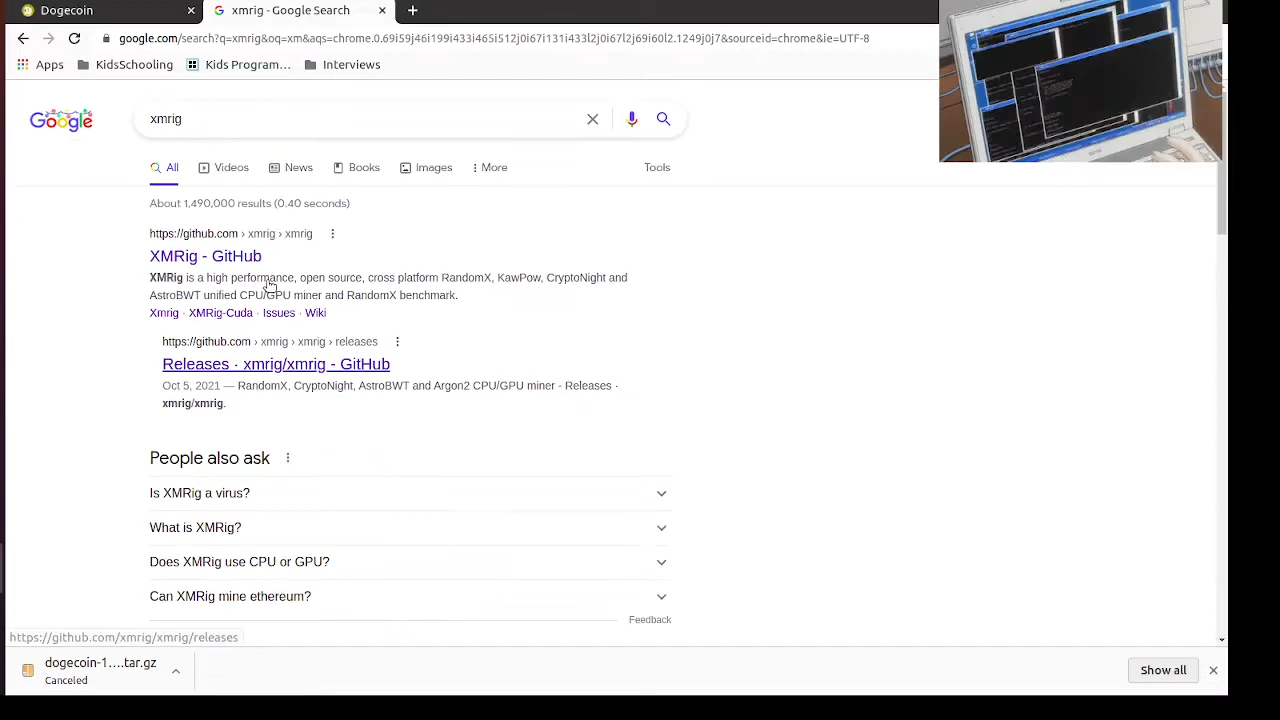 Dogecoin
xmrig - Google Search
google.com/search?q=xmrig&oq=xm&aqs=chrome.0.69i59j46i199i433i465i512j0i67i131i433l2j0i67l2j69i60l2.1249j0j7&sourceid=chrome&ie=UTF-8
Apps
KidsSchooling
Kids Program…
Interviews
Google
xmrig
All
Videos
News
Books
Images
More
Tools
About 1,490,000 results (0.40 seconds)
https://github.com › xmrig › xmrig
XMRig - GitHub
XMRig is a high performance, open source, cross platform RandomX, KawPow, CryptoNight and
AstroBWT unified CPU/GPU miner and RandomX benchmark.
Xmrig · XMRig-Cuda · Issues · Wiki
https://github.com › xmrig › xmrig › releases
Releases · xmrig/xmrig - GitHub
Oct 5, 2021 — RandomX, CryptoNight, AstroBWT and Argon2 CPU/GPU miner - Releases ·
xmrig/xmrig.
People also ask
Is XMRig a virus?
What is XMRig?
Does XMRig use CPU or GPU?
Can XMRig mine ethereum?
Feedback
https://github.com/xmrig/xmrig/releases
dogecoin-1….tar.gz
Canceled
Show all